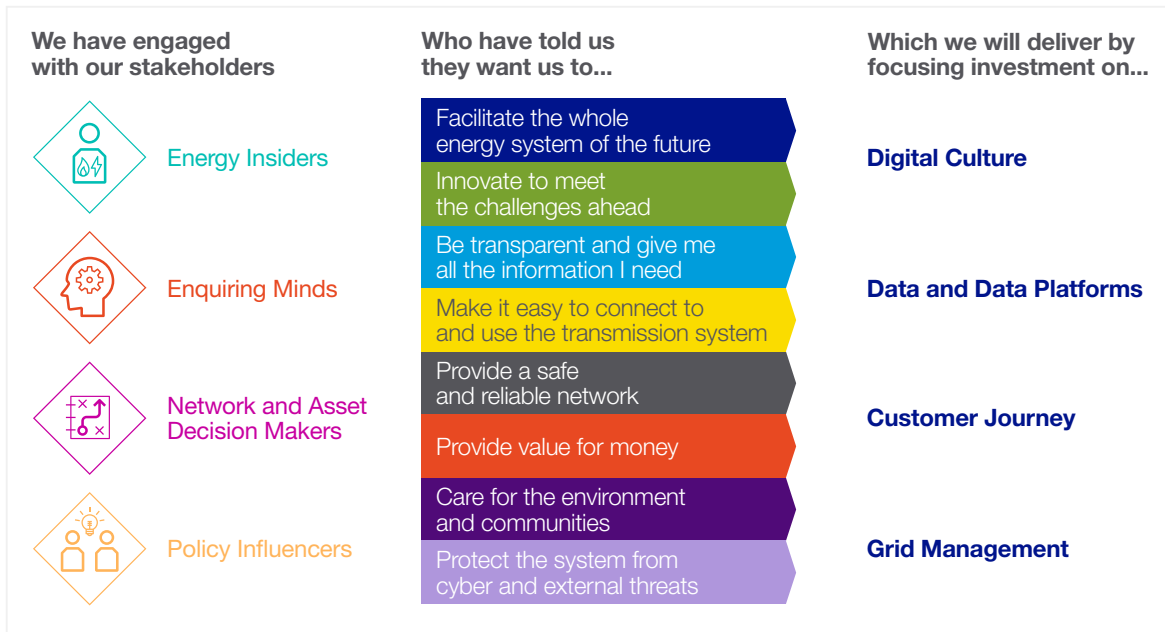 We have engaged
with our stakeholders
Energy Insiders
Enquiring Minds
Network and Asset
Decision Makers
Policy Influencers
Who have told us
they want us to...
Facilitate the whole
energy system of the future
Innovate to meet
the challenges ahead
Be transparent and give me
all the information I need
Make it easy to connect to
and use the transmission system
Provide a safe
and reliable network
Provide value for money
Care for the environment
and communities
Protect the system from
cyber and external threats
Which we will deliver by
focusing investment on...
Digital Culture
Data and Data Platforms
Customer Journey
Grid Management